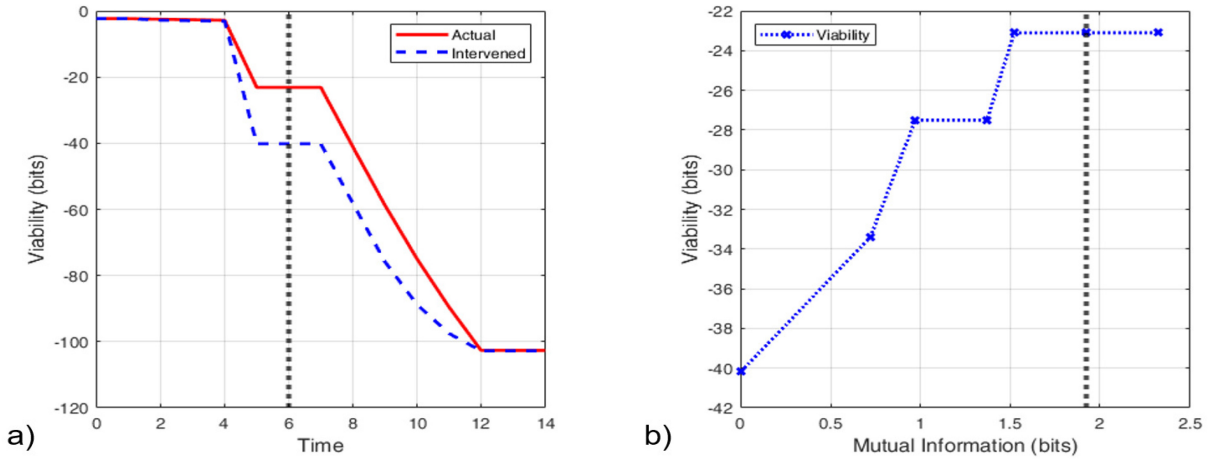 0
-20
-40
-60
-80
-100
-120
Viability (bits)
Actual
Intervened
0 2 4 6 8 10 12 14
Time
a)
-22
-24
-26
-28
-30
-32
-34
-36
-38
-40
-42
Viability (bits)
Viability
0 0.5 1 1.5 2 2.5
Mutual Information (bits)
b)